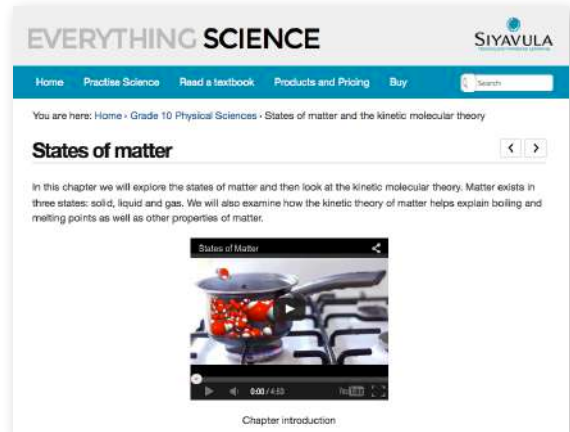 EVERYTHING SCIENCE
SIYAVULA
Home Practise Science Read a textbook Products and Pricing Buy
Search
You are here: Home › Grade 10 Physical Sciences › States of matter and the kinetic molecular theory
States of matter
In this chapter we will explore the states of matter and then look at the kinetic molecular theory. Matter exists in
three states: solid, liquid and gas. We will also examine how the kinetic theory of matter helps explain boiling and
melting points as well as other properties of matter.
States of Matter
0:00 / 4:53
Chapter introduction